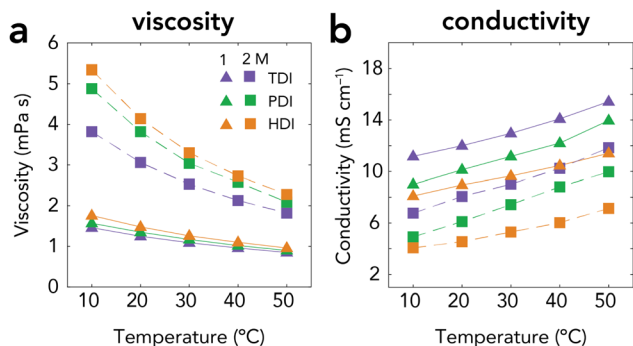 a
viscosity
Viscosity (mPa s)
6
5
4
3
2
1
0
1 2 M
TDI
PDI
HDI
10 20 30 40 50
Temperature (°C)
b
conductivity
Conductivity (mS cm⁻¹)
18
14
10
6
2
10 20 30 40 50
Temperature (°C)